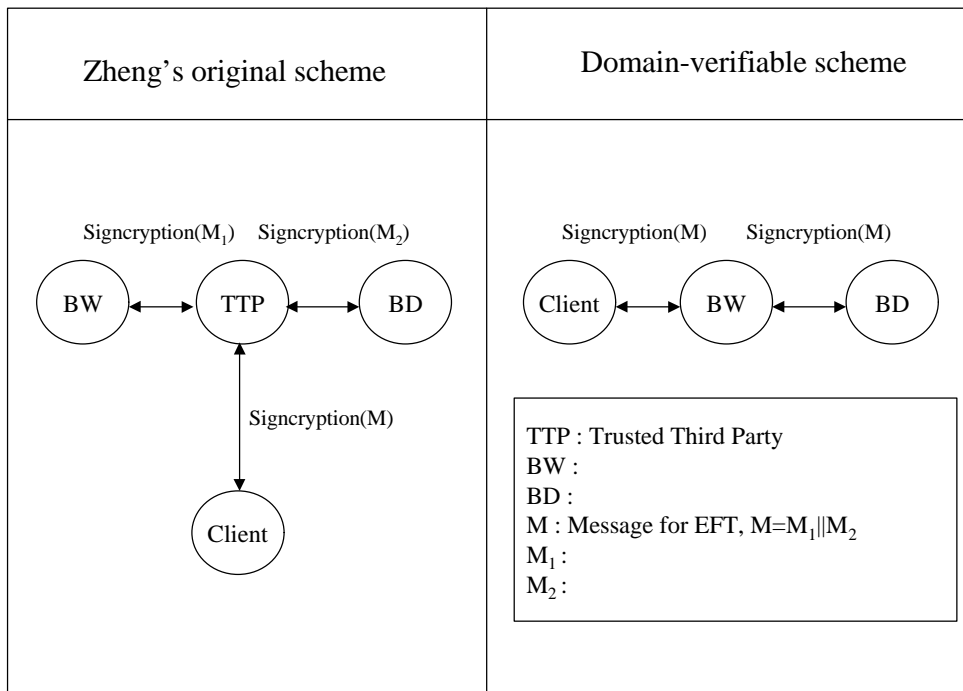 Zheng's original scheme
Domain-verifiable scheme
Signcryption(M₁) Signcryption(M₂)
BW TTP BD
Signcryption(M)
Client
Signcryption(M) Signcryption(M)
Client BW BD
TTP : Trusted Third Party
BW :
BD :
M : Message for EFT, M=M₁||M₂
M₁ :
M₂ :